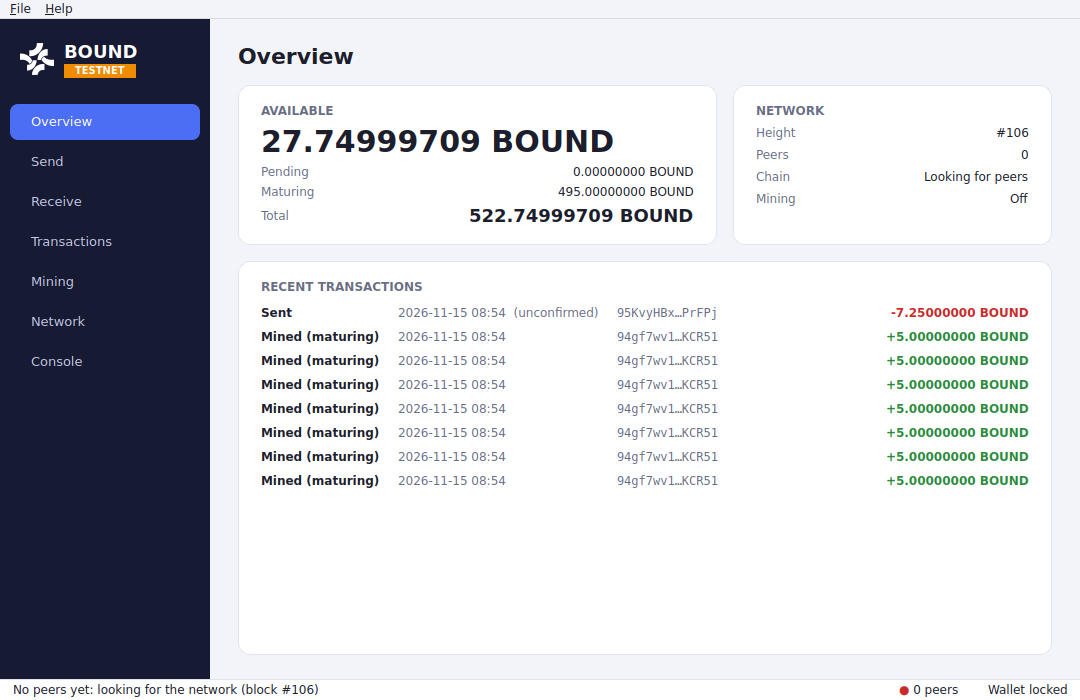 File Help
BOUND
TESTNET
Overview
Send
Receive
Transactions
Mining
Network
Console
Overview
AVAILABLE
27.74999709 BOUND
Pending 0.00000000 BOUND
Maturing 495.00000000 BOUND
Total 522.74999709 BOUND
NETWORK
Height #106
Peers 0
Chain Looking for peers
Mining Off
RECENT TRANSACTIONS
Sent 2026-11-15 08:54 (unconfirmed) 95KvyHBx…PrFPj -7.25000000 BOUND
Mined (maturing) 2026-11-15 08:54 94gf7wv1…KCR51 +5.00000000 BOUND
Mined (maturing) 2026-11-15 08:54 94gf7wv1…KCR51 +5.00000000 BOUND
Mined (maturing) 2026-11-15 08:54 94gf7wv1…KCR51 +5.00000000 BOUND
Mined (maturing) 2026-11-15 08:54 94gf7wv1…KCR51 +5.00000000 BOUND
Mined (maturing) 2026-11-15 08:54 94gf7wv1…KCR51 +5.00000000 BOUND
Mined (maturing) 2026-11-15 08:54 94gf7wv1…KCR51 +5.00000000 BOUND
Mined (maturing) 2026-11-15 08:54 94gf7wv1…KCR51 +5.00000000 BOUND
No peers yet: looking for the network (block #106) 0 peers Wallet locked